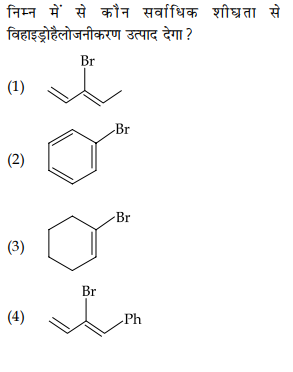 निम्न में से कौन सर्वाधिक शीघ्रता से
विहाइड्रोहैलोजनीकरण उत्पाद देगा ?
Br
(1)
Br
(2)
Br
(3)
Br
(4)
Ph